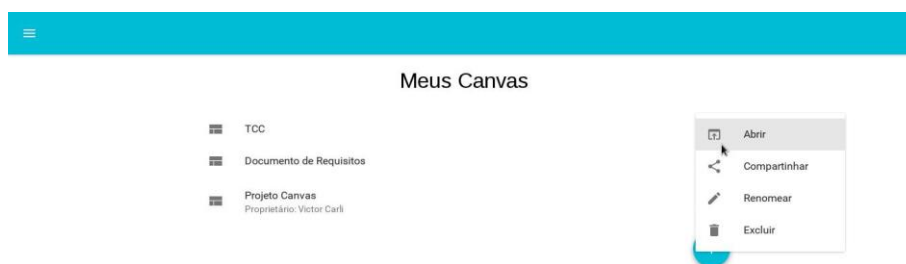 Meus Canvas
TCC
Documento de Requisitos
Projeto Canvas
Proprietário: Victor Carli
Abrir
Compartilhar
Renomear
Excluir